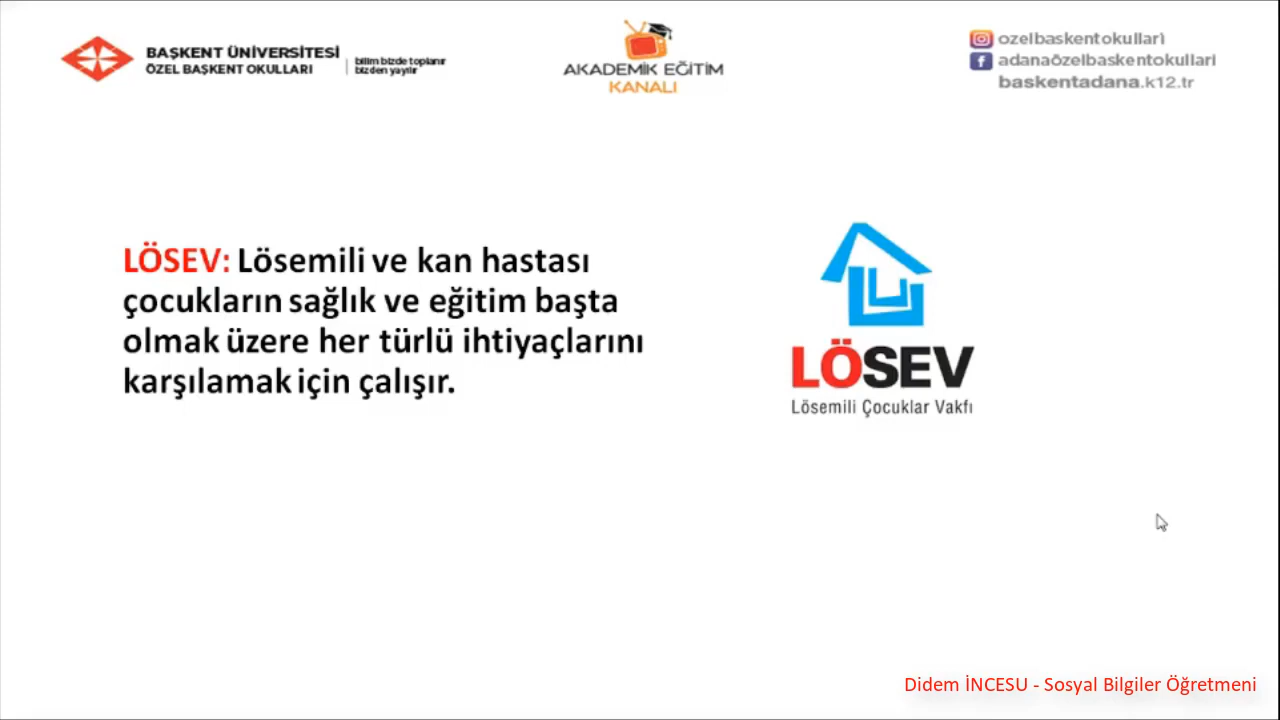 BAŞKENT ÜNİVERSİTESİ
ÖZEL BAŞKENT OKULLARI
bilim bizde toplanır
bizden yayılır
AKADEMİK EĞİTİM
KANALI
ozelbaskentokullari
adanaözelbaskentokullari
baskentadana.k12.tr
LÖSEV: Lösemili ve kan hastası
çocukların sağlık ve eğitim başta
olmak üzere her türlü ihtiyaçlarını
karşılamak için çalışır.
LÖSEV
Lösemili Çocuklar Vakfı
Didem İNCESU - Sosyal Bilgiler Öğretmeni